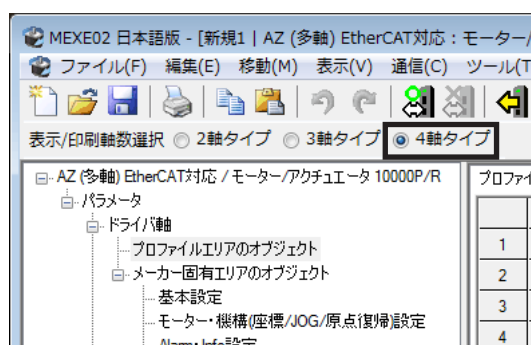 MEXE02 日本語版 - [新規1 | AZ (多軸) EtherCAT対応 : モーター/
ファイル(F) 編集(E) 移動(M) 表示(V) 通信(C) ツール(T
表示/印刷軸数選択 2軸タイプ 3軸タイプ 4軸タイプ
AZ (多軸) EtherCAT対応 / モーター/アクチュエータ 10000P/R
パラメータ
ドライバ軸
プロファイルエリアのオブジェクト
メーカー固有エリアのオブジェクト
基本設定
モーター・機構(座標/JOG/原点復帰)設定
Alarm・Info設定
プロファイ
1
2
3
4